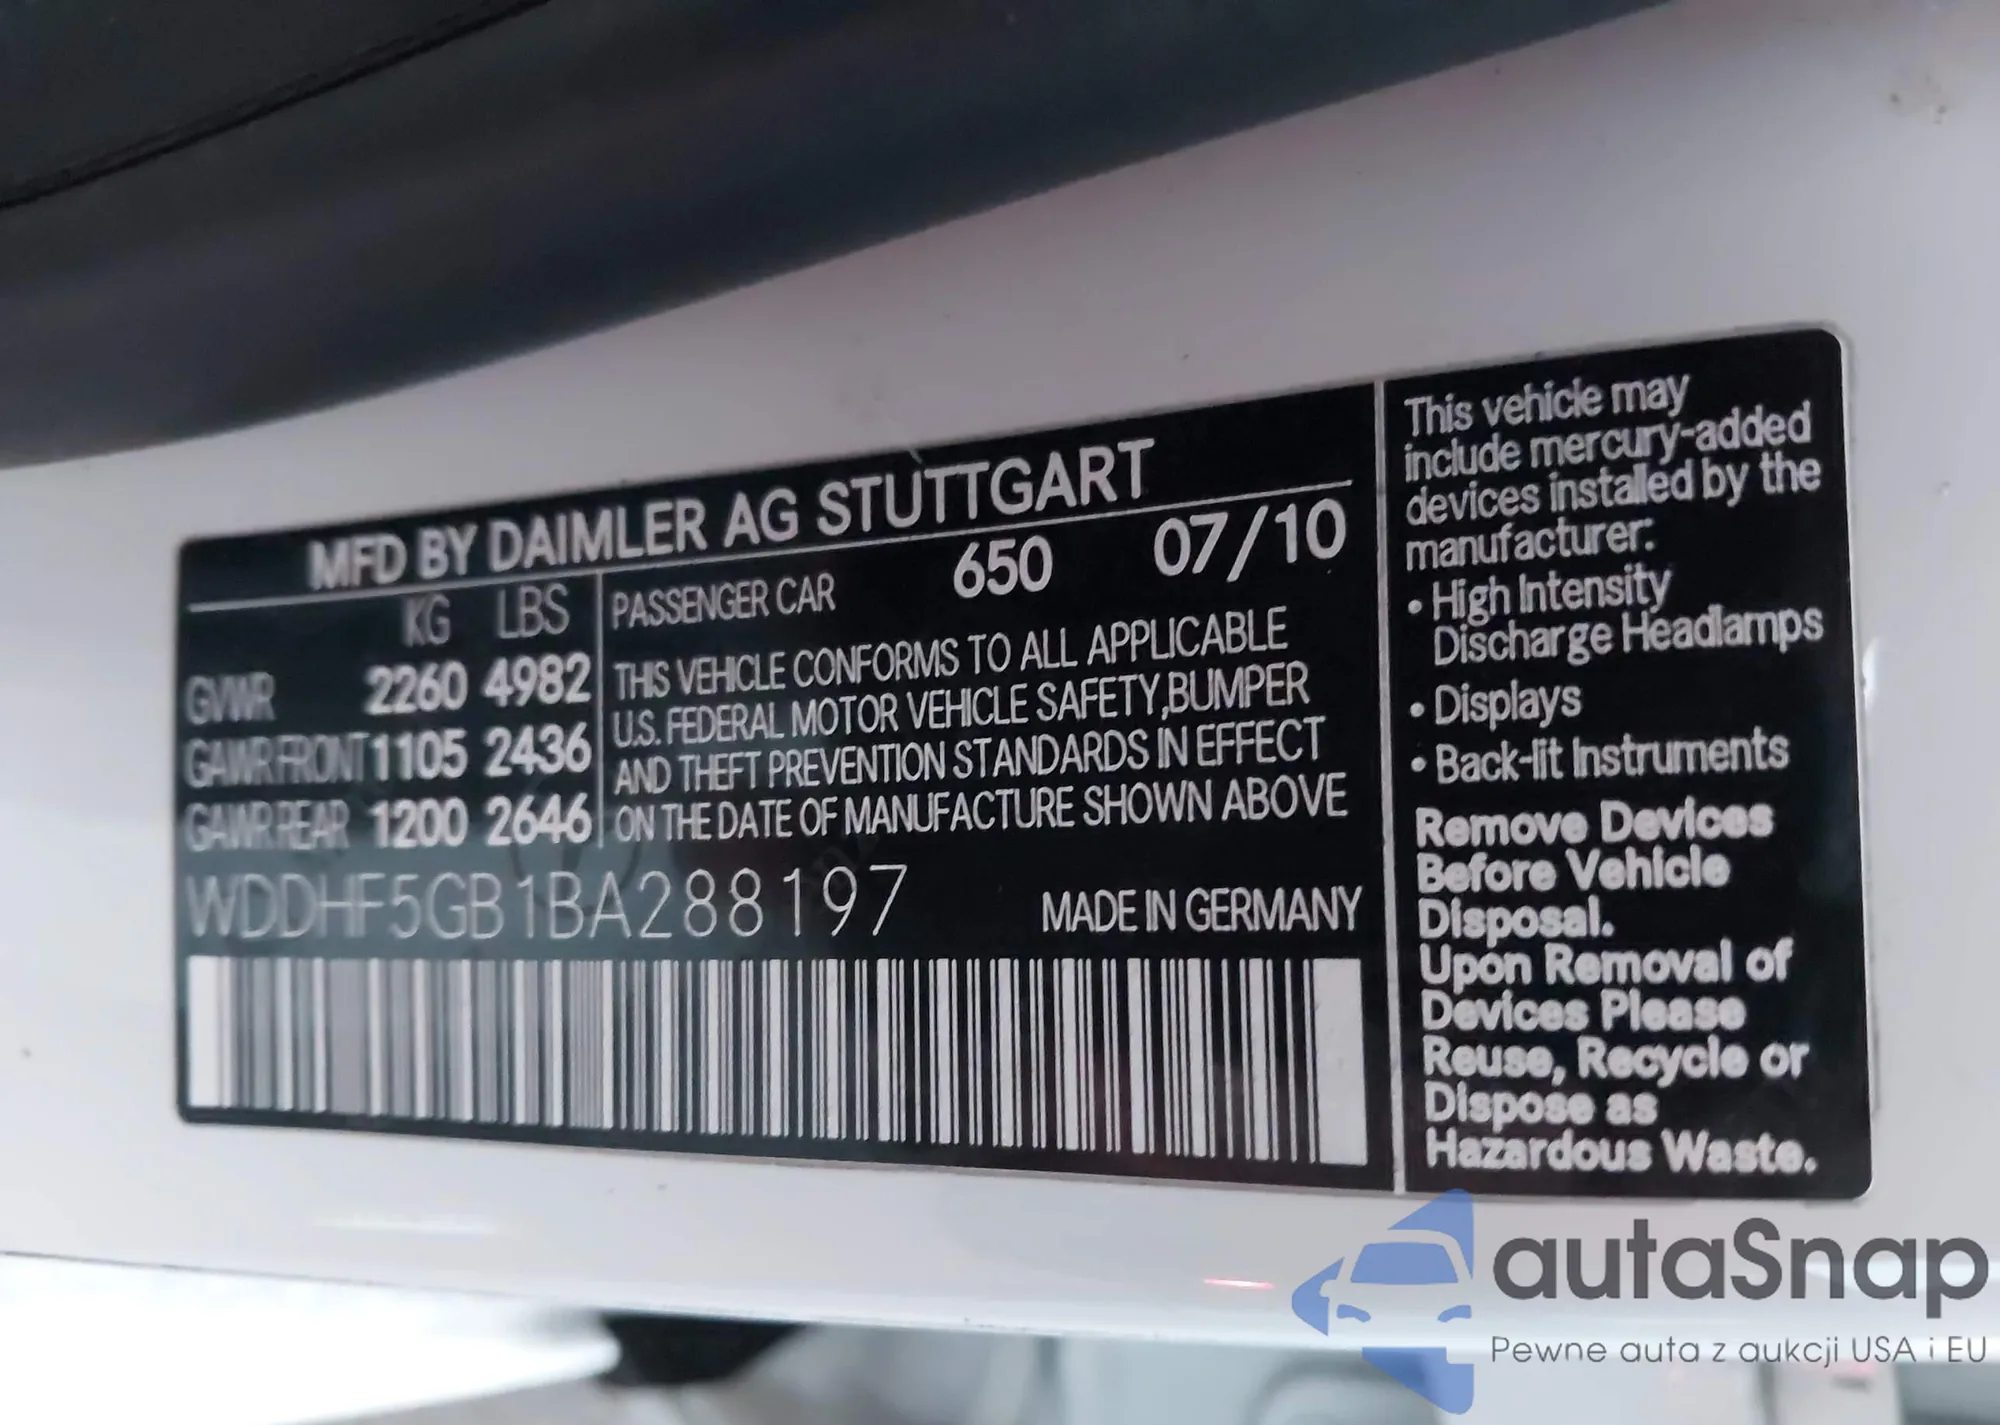 MFD BY DAIMLER AG STUTTGART
KG LBS
GVWR 2260 4982
GAWR FRONT 1105 2436
GAWR REAR 1200 2646
PASSENGER CAR 650 07/10
THIS VEHICLE CONFORMS TO ALL APPLICABLE
U.S. FEDERAL MOTOR VEHICLE SAFETY,BUMPER
AND THEFT PREVENTION STANDARDS IN EFFECT
ON THE DATE OF MANUFACTURE SHOWN ABOVE
WDDHF5GB1BA288197
MADE IN GERMANY
This vehicle may
include mercury-added
devices installed by the
manufacturer:
• High Intensity
Discharge Headlamps
• Displays
• Back-lit Instruments
Remove Devices
Before Vehicle
Disposal.
Upon Removal of
Devices Please
Reuse, Recycle or
Dispose as
Hazardous Waste.
autaSnap
Pewne auta z aukcji USA i EU